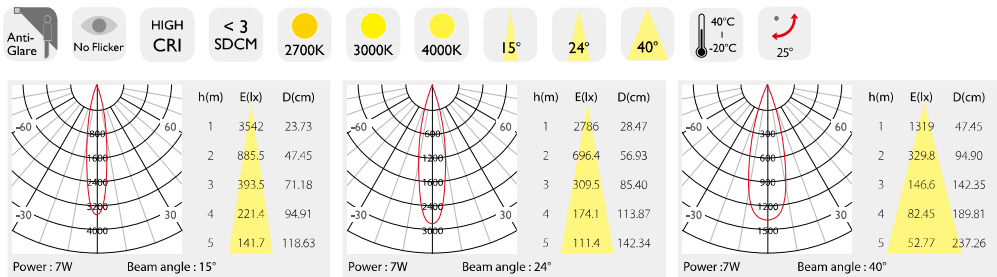 Anti-
Glare
No Flicker
HIGH
CRI
< 3
SDCM
2700K
3000K
4000K
15°
24°
40°
40°C
-20°C
25°
h(m) E(lx) D(cm)
1 3542 23.73
2 885.5 47.45
3 393.5 71.18
4 221.4 94.91
5 141.7 118.63
-60 60
-30 30
800
1600
2400
3200
4000
Power : 7W Beam angle : 15°
h(m) E(lx) D(cm)
1 2786 28.47
2 696.4 56.93
3 309.5 85.40
4 174.1 113.87
5 111.4 142.34
-60 60
-30 30
600
1200
1800
2400
3000
Power : 7W Beam angle : 24°
h(m) E(lx) D(cm)
1 1319 47.45
2 329.8 94.90
3 146.6 142.35
4 82.45 189.81
5 52.77 237.26
-60 60
-30 30
300
600
900
1200
1500
Power : 7W Beam angle : 40°